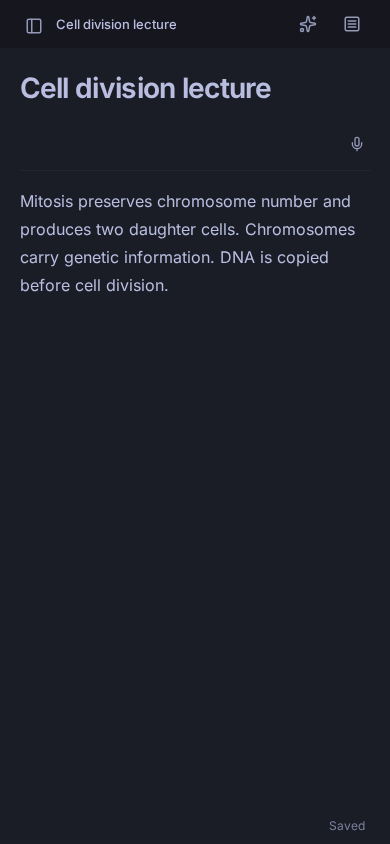 Cell division lecture
Cell division lecture
Mitosis preserves chromosome number and
produces two daughter cells. Chromosomes
carry genetic information. DNA is copied
before cell division.
Saved